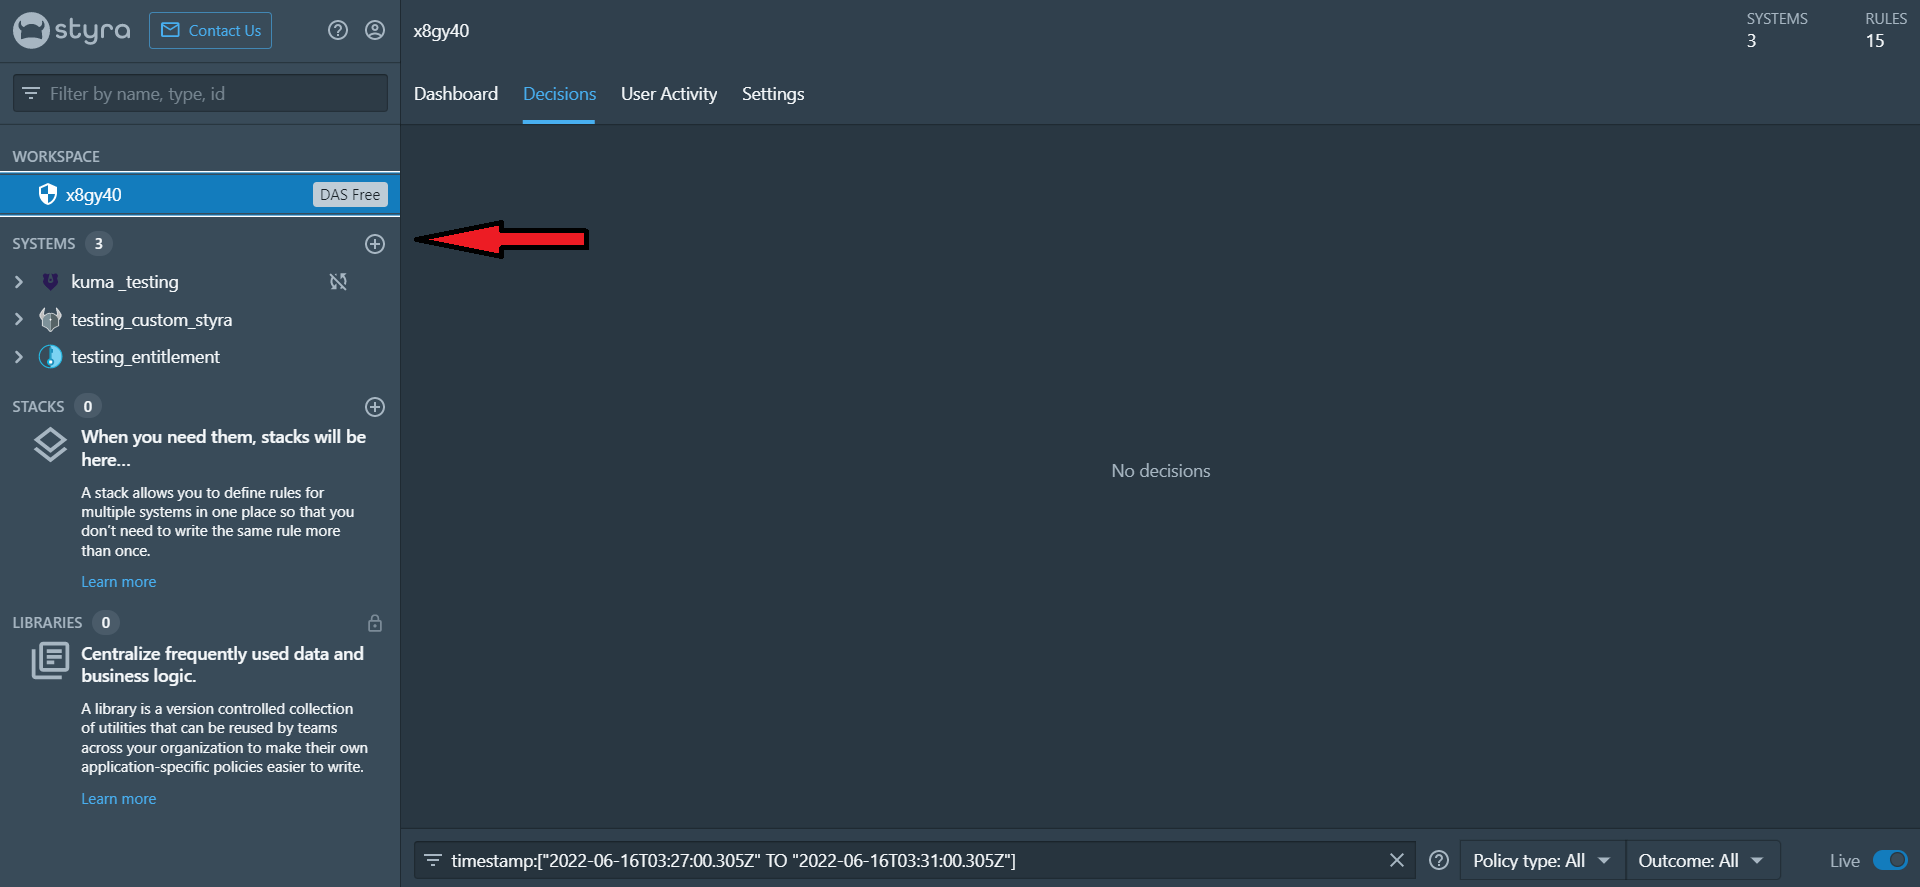 styra
Contact Us
Filter by name, type, id
WORKSPACE
x8gy40
DAS Free
SYSTEMS 3
kuma _testing
testing_custom_styra
testing_entitlement
STACKS 0
When you need them, stacks will be
here...
A stack allows you to define rules for
multiple systems in one place so that you
don't need to write the same rule more
than once.
Learn more
LIBRARIES 0
Centralize frequently used data and
business logic.
A library is a version controlled collection
of utilities that can be reused by teams
across your organization to make their own
application-specific policies easier to write.
Learn more
x8gy40
SYSTEMS
3
RULES
15
Dashboard Decisions User Activity Settings
No decisions
timestamp:["2022-06-16T03:27:00.305Z" TO "2022-06-16T03:31:00.305Z"]
Policy type: All
Outcome: All
Live